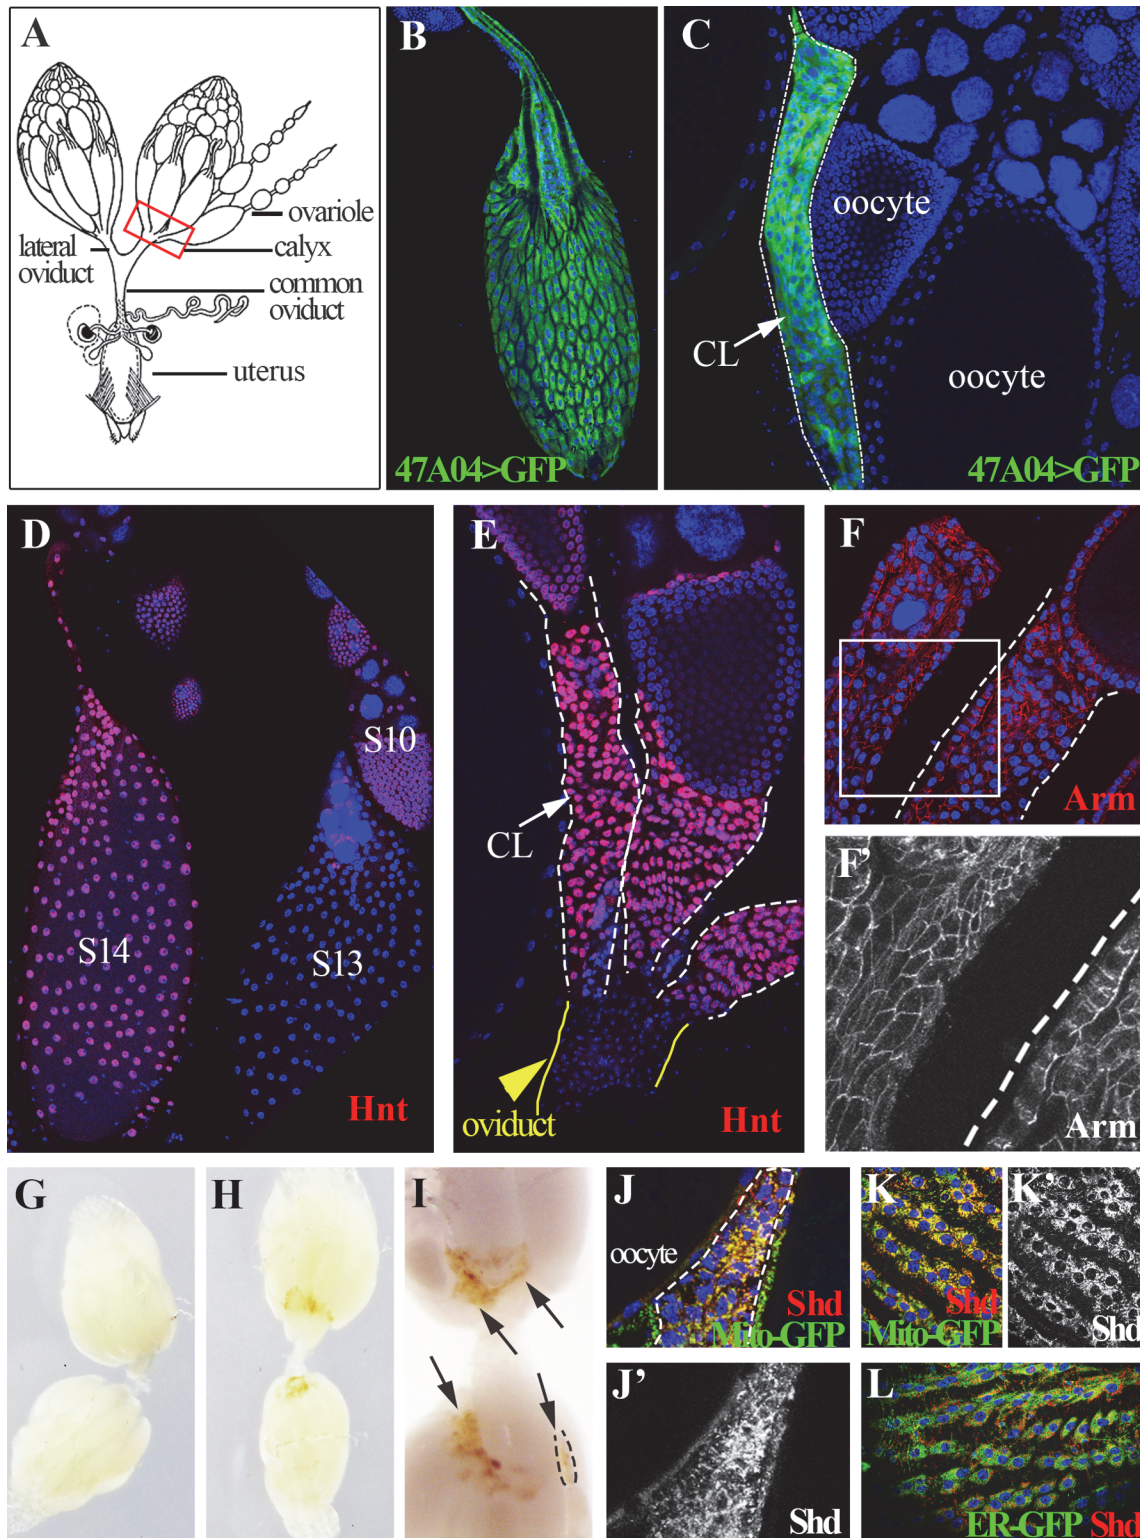 A
ovariole
lateral
oviduct
calyx
common
oviduct
uterus
B
47A04>GFP
C
oocyte
CL
oocyte
47A04>GFP
D
S10
S14
S13
Hnt
E
CL
oviduct
Hnt
F
Arm
F'
Arm
G
H
I
J
oocyte
Shd
Mito-GFP
K
Shd
Mito-GFP
K'
Shd
J'
Shd
L
ER-GFP Shd